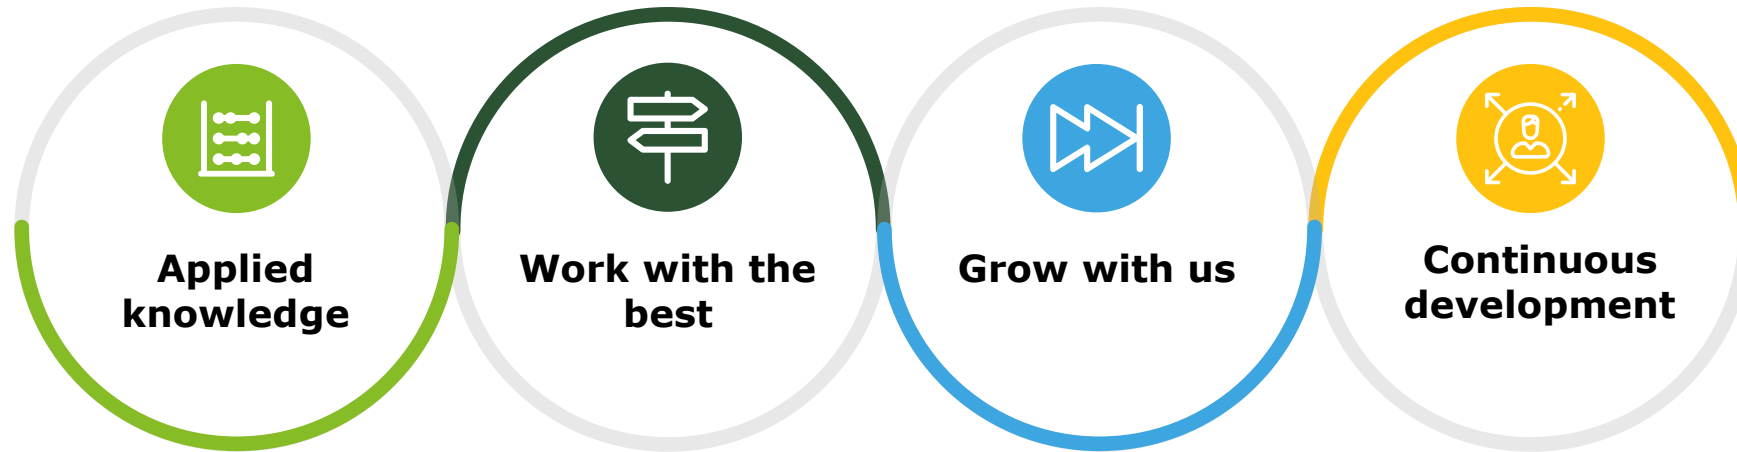 Applied
knowledge
Work with the
best
Grow with us
Continuous
development